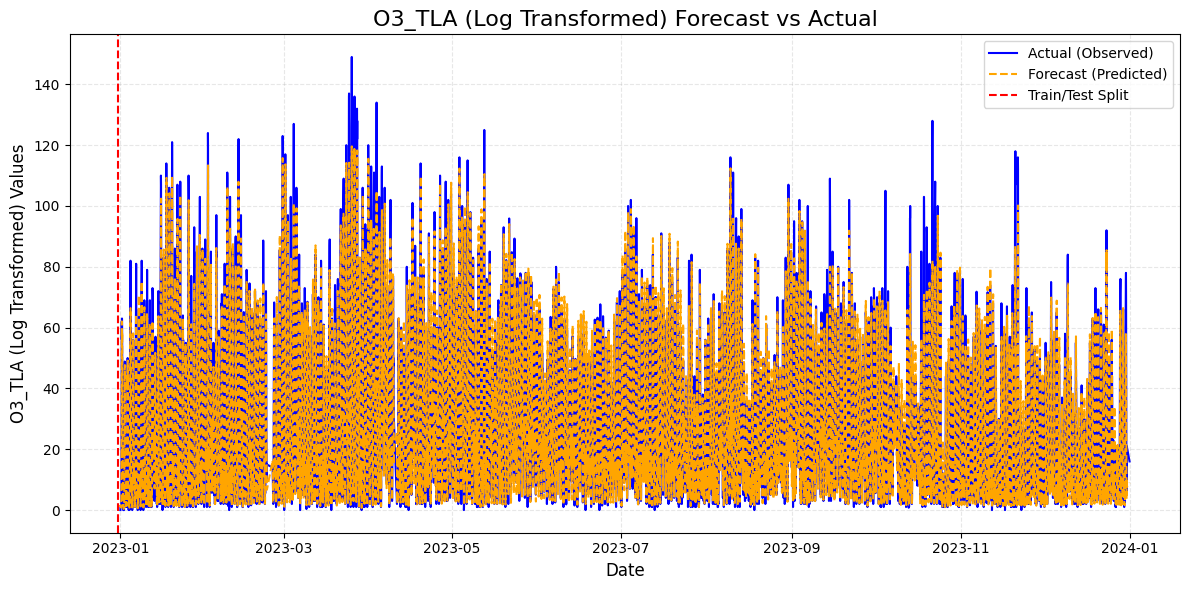 O3_TLA (Log Transformed) Forecast vs Actual
Actual (Observed)
Forecast (Predicted)
Train/Test Split
O3_TLA (Log Transformed) Values
140
120
100
80
60
40
20
0
2023-01
2023-03
2023-05
2023-07
2023-09
2023-11
2024-01
Date